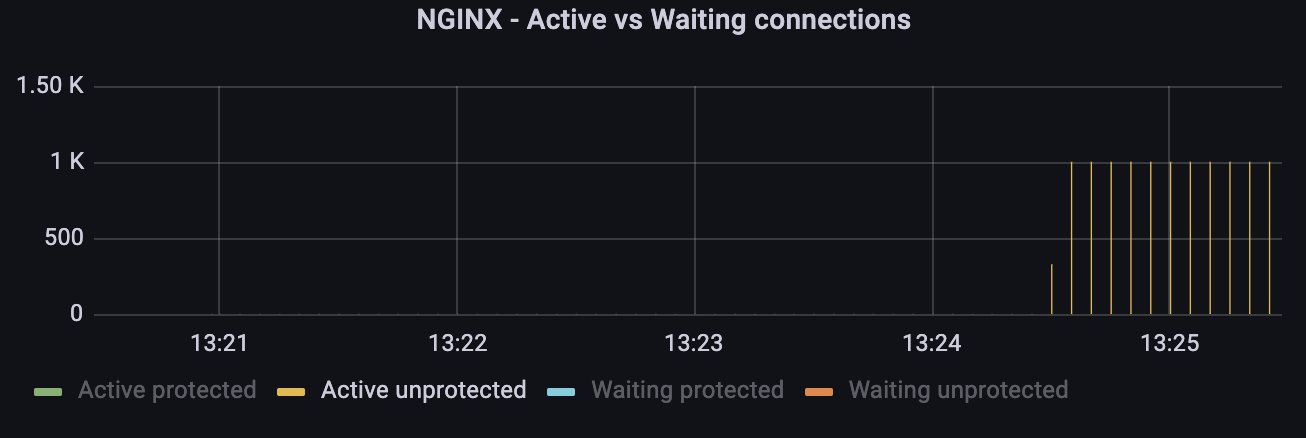 NGINX - Active vs Waiting connections
1.50 K
1 K
500
0
13:21 13:22 13:23 13:24 13:25
Active protected Active unprotected Waiting protected Waiting unprotected